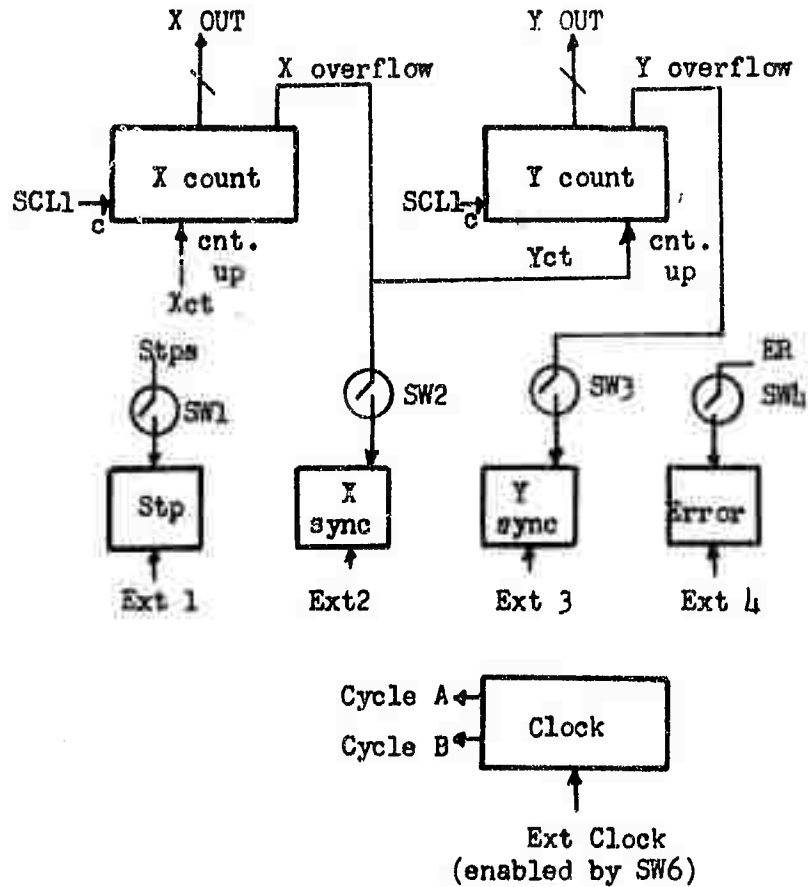 X OUT
Y OUT
X overflow
Y overflow
X count
Y count
SCL1
c
SCL1
c
cnt.
up
Xct
Yct
cnt.
up
Stps
SW1
SW2
SW3
ER
SW4
Stp
X
sync
Y
sync
Error
Ext 1
Ext2
Ext 3
Ext 4
Cycle A
Cycle B
Clock
Ext Clock
(enabled by SW6)